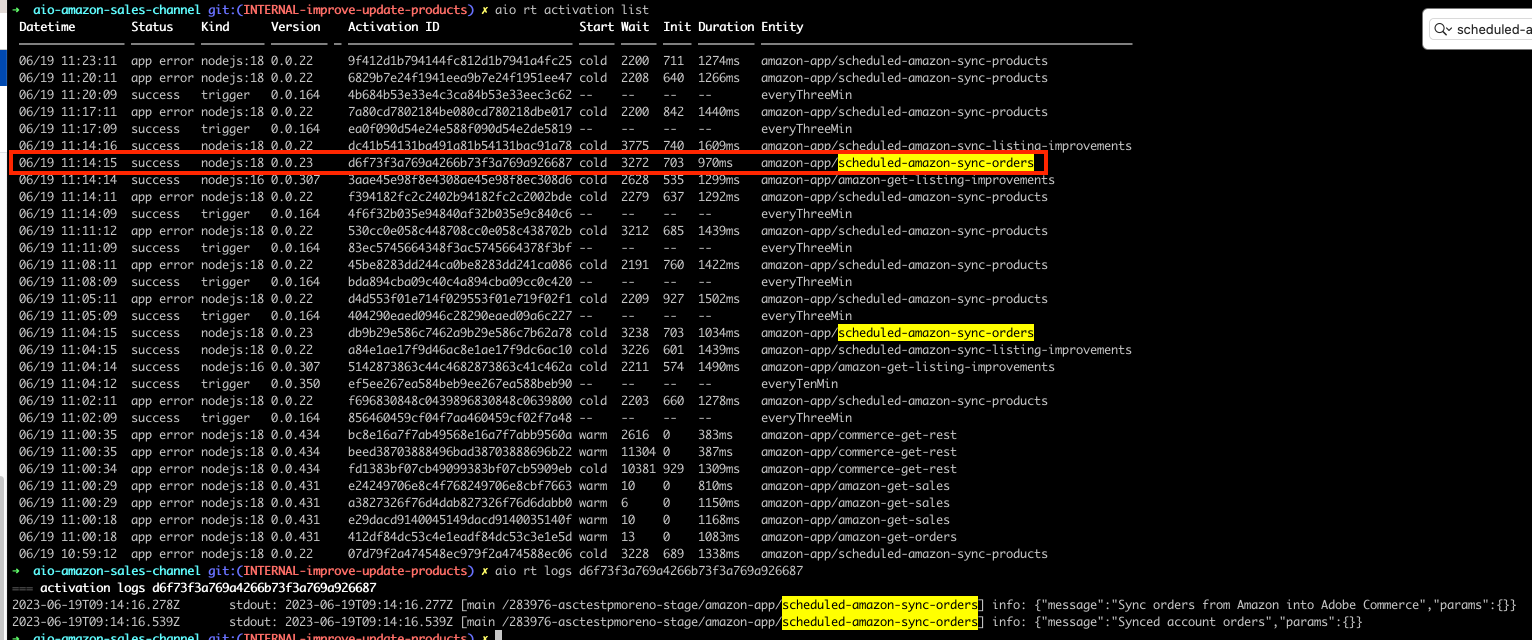 ➜  aio-amazon-sales-channel git:(INTERNAL-improve-update-products) ✗ aio rt activation list
Datetime Status Kind Version Activation ID Start Wait Init Duration Entity
scheduled-a
06/19 11:23:11 app error nodejs:18 0.0.22 9f412d1b794144fc812d1b7941a4fc25 cold 2200 711 1274ms amazon-app/scheduled-amazon-sync-products
06/19 11:20:11 app error nodejs:18 0.0.22 6829b7e24f1941eea9b7e24f1951ee47 cold 2208 640 1266ms amazon-app/scheduled-amazon-sync-products
06/19 11:20:09 success trigger 0.0.164 4b684b53e33e4c3ca84b53e33eec3c62 -- -- -- -- everyThreeMin
06/19 11:17:11 app error nodejs:18 0.0.22 7a80cd7802184be080cd780218dbe017 cold 2200 842 1440ms amazon-app/scheduled-amazon-sync-products
06/19 11:17:09 success trigger 0.0.164 ea0f090d54e24e588f090d54e2de5819 -- -- -- -- everyThreeMin
06/19 11:14:16 success nodejs:18 0.0.22 dc41b54131ba491a81b54131bac91a78 cold 3775 740 1609ms amazon-app/scheduled-amazon-sync-listing-improvements
06/19 11:14:15 success nodejs:18 0.0.23 d6f73f3a769a4266b73f3a769a926687 cold 3272 703 970ms amazon-app/scheduled-amazon-sync-orders
06/19 11:14:14 success nodejs:16 0.0.307 3aae45e98f8e4308ae45e98f8ec308d6 cold 2628 535 1299ms amazon-app/amazon-get-listing-improvements
06/19 11:14:11 app error nodejs:18 0.0.22 f394182fc2c2402b94182fc2c2002bde cold 2279 637 1292ms amazon-app/scheduled-amazon-sync-products
06/19 11:14:09 success trigger 0.0.164 4f6f32b035e94840af32b035e9c840c6 -- -- -- -- everyThreeMin
06/19 11:11:12 app error nodejs:18 0.0.22 530cc0e058c448708cc0e058c438702b cold 3212 685 1439ms amazon-app/scheduled-amazon-sync-products
06/19 11:11:09 success trigger 0.0.164 83ec5745664348f3ac5745664378f3bf -- -- -- -- everyThreeMin
06/19 11:08:11 app error nodejs:18 0.0.22 45be8283dd244ca0be8283dd241ca086 cold 2191 760 1422ms amazon-app/scheduled-amazon-sync-products
06/19 11:08:09 success trigger 0.0.164 bda894cba09c40c4a894cba09cc0c420 -- -- -- -- everyThreeMin
06/19 11:05:11 app error nodejs:18 0.0.22 d4d553f01e714f029553f01e719f02f1 cold 2209 927 1502ms amazon-app/scheduled-amazon-sync-products
06/19 11:05:09 success trigger 0.0.164 404290eaed0946c28290eaed09a6c227 -- -- -- -- everyThreeMin
06/19 11:04:15 success nodejs:18 0.0.23 db9b29e586c7462a9b29e586c7b62a78 cold 3238 703 1034ms amazon-app/scheduled-amazon-sync-orders
06/19 11:04:15 success nodejs:18 0.0.22 a84e1ae17f9d46ac8e1ae17f9dc6ac10 cold 3226 601 1439ms amazon-app/scheduled-amazon-sync-listing-improvements
06/19 11:04:14 success nodejs:16 0.0.307 5142873863c44c4682873863c41c462a cold 2211 574 1490ms amazon-app/amazon-get-listing-improvements
06/19 11:04:12 success trigger 0.0.350 ef5ee267ea584beb9ee267ea588beb90 -- -- -- -- everyTenMin
06/19 11:02:11 app error nodejs:18 0.0.22 f696830848c0439896830848c0639800 cold 2203 660 1278ms amazon-app/scheduled-amazon-sync-products
06/19 11:02:09 success trigger 0.0.164 856460459cf04f7aa460459cf02f7a48 -- -- -- -- everyThreeMin
06/19 11:00:35 app error nodejs:18 0.0.434 bc8e16a7f7ab49568e16a7f7abb9560a warm 2616 0 383ms amazon-app/commerce-get-rest
06/19 11:00:35 app error nodejs:18 0.0.434 beed38703888496bad38703888696b22 warm 11304 0 387ms amazon-app/commerce-get-rest
06/19 11:00:34 app error nodejs:18 0.0.434 fd1383bf07cb49099383bf07cb5909eb cold 10381 929 1309ms amazon-app/commerce-get-rest
06/19 11:00:29 app error nodejs:18 0.0.431 e24249706e8c4f768249706e8cbf7663 warm 10 0 810ms amazon-app/amazon-get-sales
06/19 11:00:29 app error nodejs:18 0.0.431 a3827326f76d4dab827326f76d6dabb0 warm 6 0 1150ms amazon-app/amazon-get-sales
06/19 11:00:18 app error nodejs:18 0.0.431 e29dacd9140045149dacd9140035140f warm 10 0 1168ms amazon-app/amazon-get-sales
06/19 11:00:18 app error nodejs:18 0.0.431 412df84dc53c4e1eadf84dc53c3e1e5d warm 13 0 1083ms amazon-app/amazon-get-orders
06/19 10:59:12 app error nodejs:18 0.0.22 07d79f2a474548ec979f2a474588ec06 cold 3228 689 1338ms amazon-app/scheduled-amazon-sync-products
➜  aio-amazon-sales-channel git:(INTERNAL-improve-update-products) ✗ aio rt logs d6f73f3a769a4266b73f3a769a926687
=== activation logs d6f73f3a769a4266b73f3a769a926687
2023-06-19T09:14:16.278Z stdout: 2023-06-19T09:14:16.277Z [main /283976-asctestpmoreno-stage/amazon-app/scheduled-amazon-sync-orders] info: {"message":"Sync orders from Amazon into Adobe Commerce","params":{}}
2023-06-19T09:14:16.539Z stdout: 2023-06-19T09:14:16.539Z [main /283976-asctestpmoreno-stage/amazon-app/scheduled-amazon-sync-orders] info: {"message":"Synced account orders","params":{}}
➜  aio-amazon-sales-channel git:(INTERNAL-improve-update-products) ✗